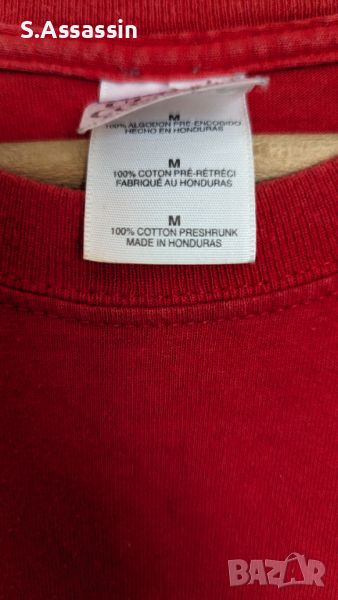 S.Assassin
M
100% ALGODON PRE-ENCOGIDO
HECHO EN HONDURAS
M
100% COTON PRÉ-RÉTRÉCI
FABRIQUÉ AU HONDURAS
M
100% COTTON PRESHRUNK
MADE IN HONDURAS
BAZAR